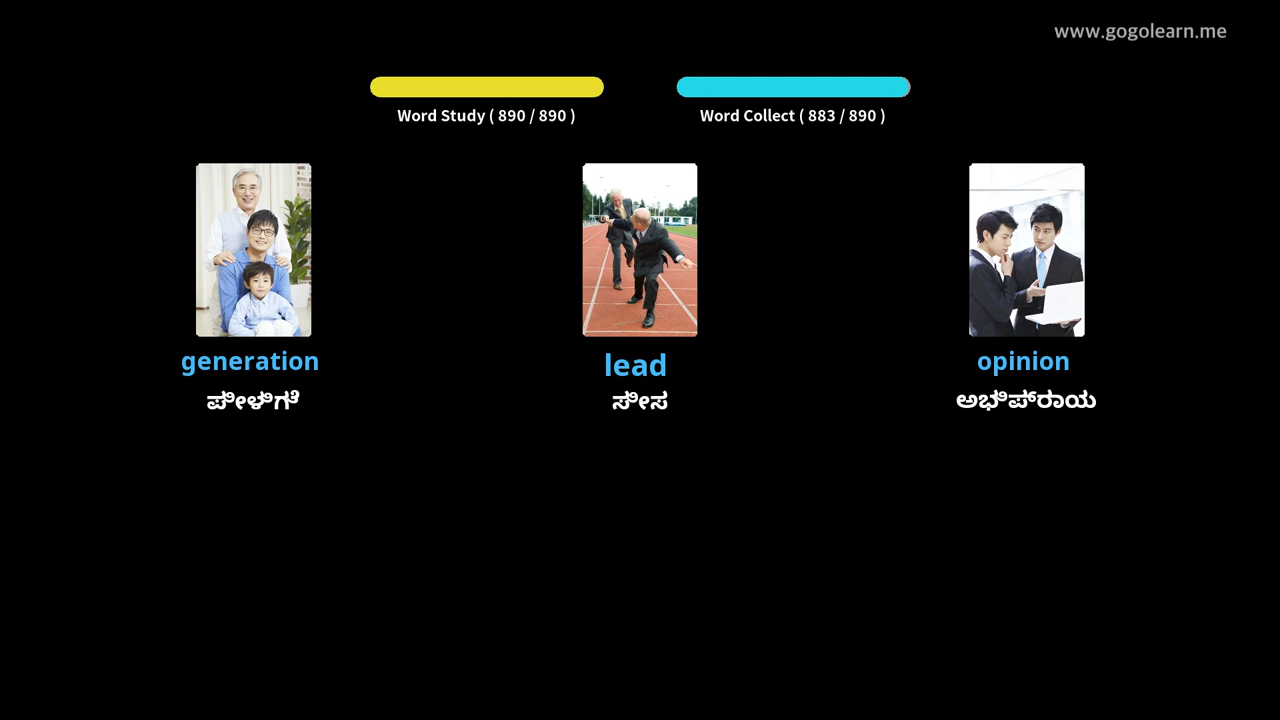 www.gogolearn.me
Word Study ( 890 / 890 )
Word Collect ( 883 / 890 )
generation
lead
opinion
ಪೀಳಿಗೆ
ಸೀಸ
ಅಭಿಪ್ರಾಯ